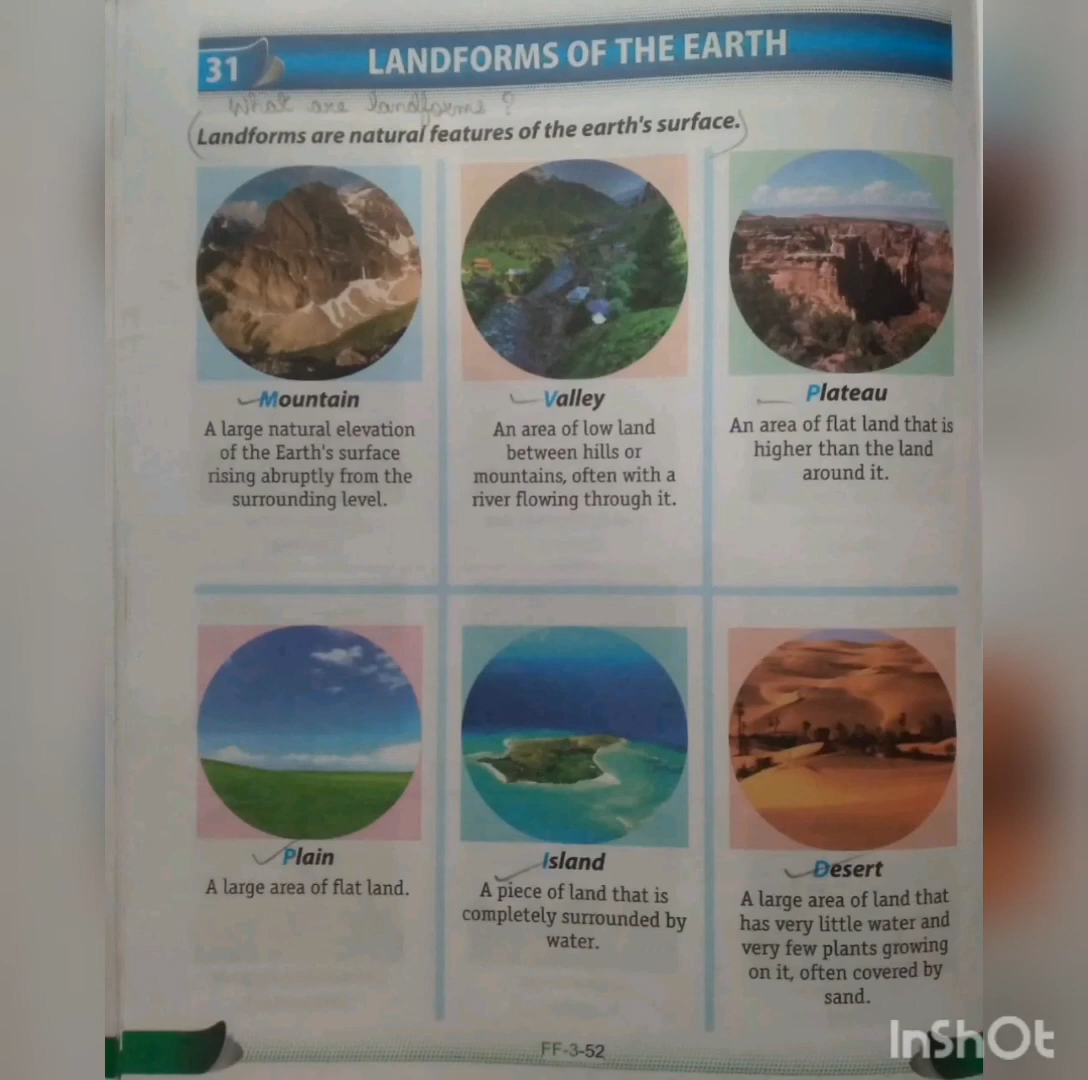 31
LANDFORMS OF THE EARTH
What are landforms ?
Landforms are natural features of the earth's surface.
Mountain
A large natural elevation
of the Earth's surface
rising abruptly from the
surrounding level.
Valley
An area of low land
between hills or
mountains, often with a
river flowing through it.
Plateau
An area of flat land that is
higher than the land
around it.
Plain
A large area of flat land.
Island
A piece of land that is
completely surrounded by
water.
Desert
A large area of land that
has very little water and
very few plants growing
on it, often covered by
sand.
FF-3-52
InShOt